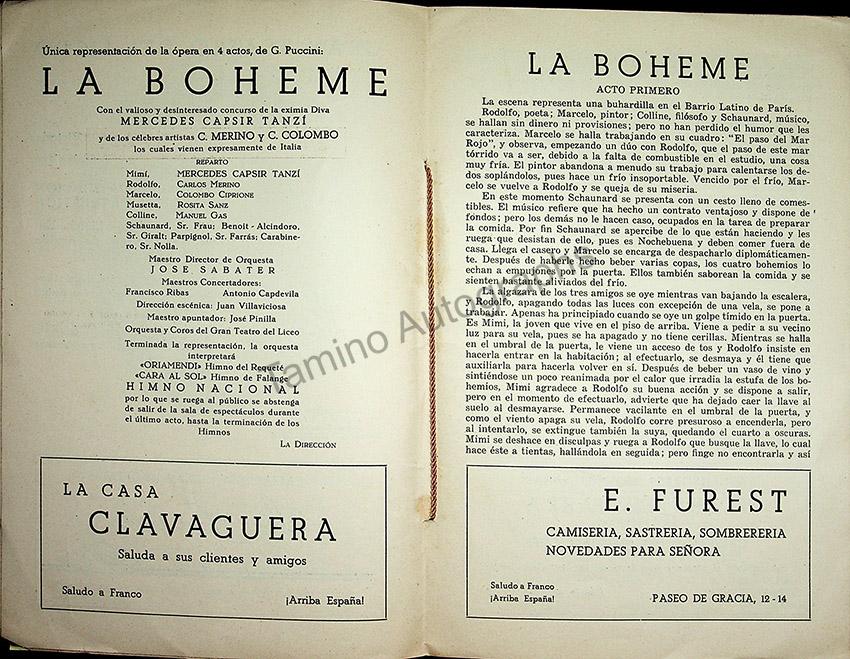 Única representación de la ópera en 4 actos, de G. Puccini:
LA BOHEME
Con el valioso y desinteresado concurso de la eximia Diva
MERCEDES CAPSIR TANZÍ
y de los célebres artistas C. MERINO y C. COLOMBO
los cuales vienen expresamente de Italia
REPARTO
Mimí, MERCEDES CAPSIR TANZÍ
Rodolfo, CARLOS MERINO
Marcelo, COLOMBO CIPRIONE
Musetta, ROSITA SANZ
Colline, MANUEL GAS
Schaunard, Sr. Frau; Benoit - Alcindoro,
Sr. Giralt; Parpignol, Sr. Farrás; Carabine-
ro, Sr. Nolla.
Maestro Director de Orquesta
JOSE SABATER
Maestros Concertadores:
Francisco Ribas Antonio Capdevila
Dirección escénica: Juan Villaviciosa
Maestro apuntador: José Pinilla
Orquesta y Coros del Gran Teatro del Liceo
Terminada la representación, la orquesta
interpretará
«ORIAMENDI» Himno del Requeté
«CARA AL SOL» Himno de Falange
HIMNO NACIONAL
por lo que se ruega al público se abstenga
de salir de la sala de espectáculos durante
el último acto, hasta la terminación de los
Himnos
LA DIRECCIÓN
LA CASA
CLAVAGUERA
Saluda a sus clientes y amigos
Saludo a Franco
¡Arriba España!
LA BOHEME
ACTO PRIMERO
La escena representa una buhardilla en el Barrio Latino de París.
Rodolfo, poeta; Marcelo, pintor; Colline, filósofo y Schaunard, músico,
se hallan sin dinero ni provisiones; pero no han perdido el humor que les
caracteriza. Marcelo se halla trabajando en su cuadro: "El paso del Mar
Rojo", y observa, empezando un dúo con Rodolfo, que el paso de este mar
tórrido va a ser, debido a la falta de combustible en el estudio, una cosa
muy fría. El pintor abandona a menudo su trabajo para calentarse los de-
dos soplándolos, pues hace un frío insoportable. Vencido por el frío, Mar-
celo se vuelve a Rodolfo y se queja de su miseria.
En este momento Schaunard se presenta con un cesto lleno de comes-
tibles. El músico refiere que ha hecho un contrato ventajoso y dispone de
fondos; pero los demás no le hacen caso, ocupados en la tarea de preparar
la comida. Por fin Schaunard se apercibe de lo que están haciendo y les
ruega que desistan de ello, pues es Nochebuena y deben comer fuera de
casa. Llega el casero y Marcelo se encarga de despacharlo diplomáticamen-
te. Después de haberle hecho beber varias copas, los cuatro bohemios lo
echan a empujones por la puerta. Ellos también saborean la comida y se
sienten bastante aliviados del frío.
La algazara de los tres amigos se oye mientras van bajando la escalera,
y Rodolfo, apagando todas las luces con excepción de una vela, se pone a
trabajar. Apenas ha principiado cuando se oye un golpe tímido en la puerta.
Es Mimi, la joven que vive en el piso de arriba. Viene a pedir a su vecino
luz para su vela, pues se ha apagado y no tiene cerillas. Mientras se halla
en el umbral de la puerta, le viene un acceso de tos y Rodolfo insiste en
hacerla entrar en la habitación; al efectuarlo, se desmaya y él tiene que
auxiliarla para hacerla volver en sí. Después de beber un vaso de vino y
sintiéndose un poco reanimada por el calor que irradia la estufa de los bo-
hemios, Mimi agradece a Rodolfo su buena acción y se dispone a salir,
pero en el momento de efectuarlo, advierte que ha dejado caer la llave al
suelo al desmayarse. Permanece vacilante en el umbral de la puerta, y
como el viento apaga su vela, Rodolfo corre presuroso a encenderla, pero
al intentarlo, se extingue también la suya, quedando el cuarto a oscuras.
Mimi se deshace en disculpas y ruega a Rodolfo que busque la llave, lo cual
hace éste a tientas, hallándola en seguida; pero finge no encontrarla y así
E. FUREST
CAMISERIA, SASTRERIA, SOMBRERERIA
NOVEDADES PARA SEÑORA
Saludo a Franco
¡Arriba España!
PASEO DE GRACIA, 12 - 14
Tamino Autographs